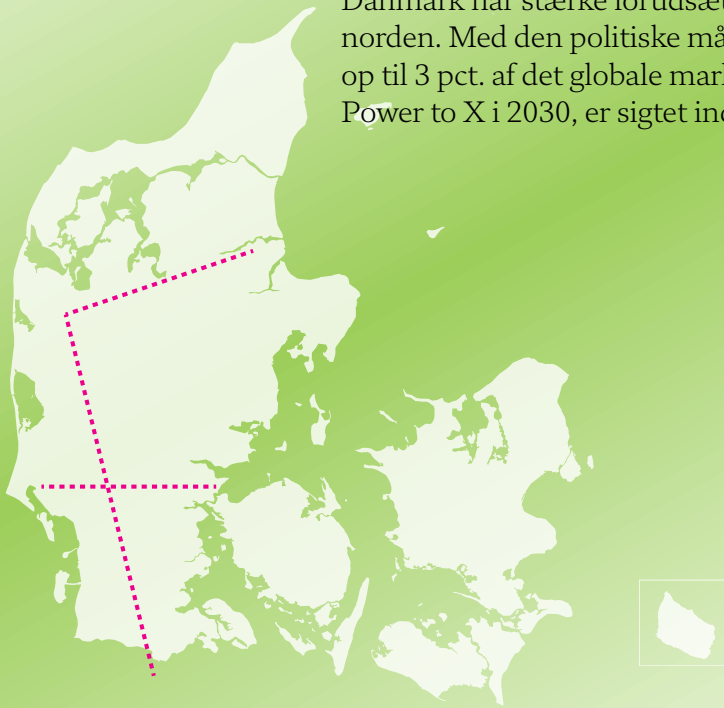 Danmark har stærke
norden. Med den politiske
op til 3 pct. af det globale
Power to X i 2030, er sigtet